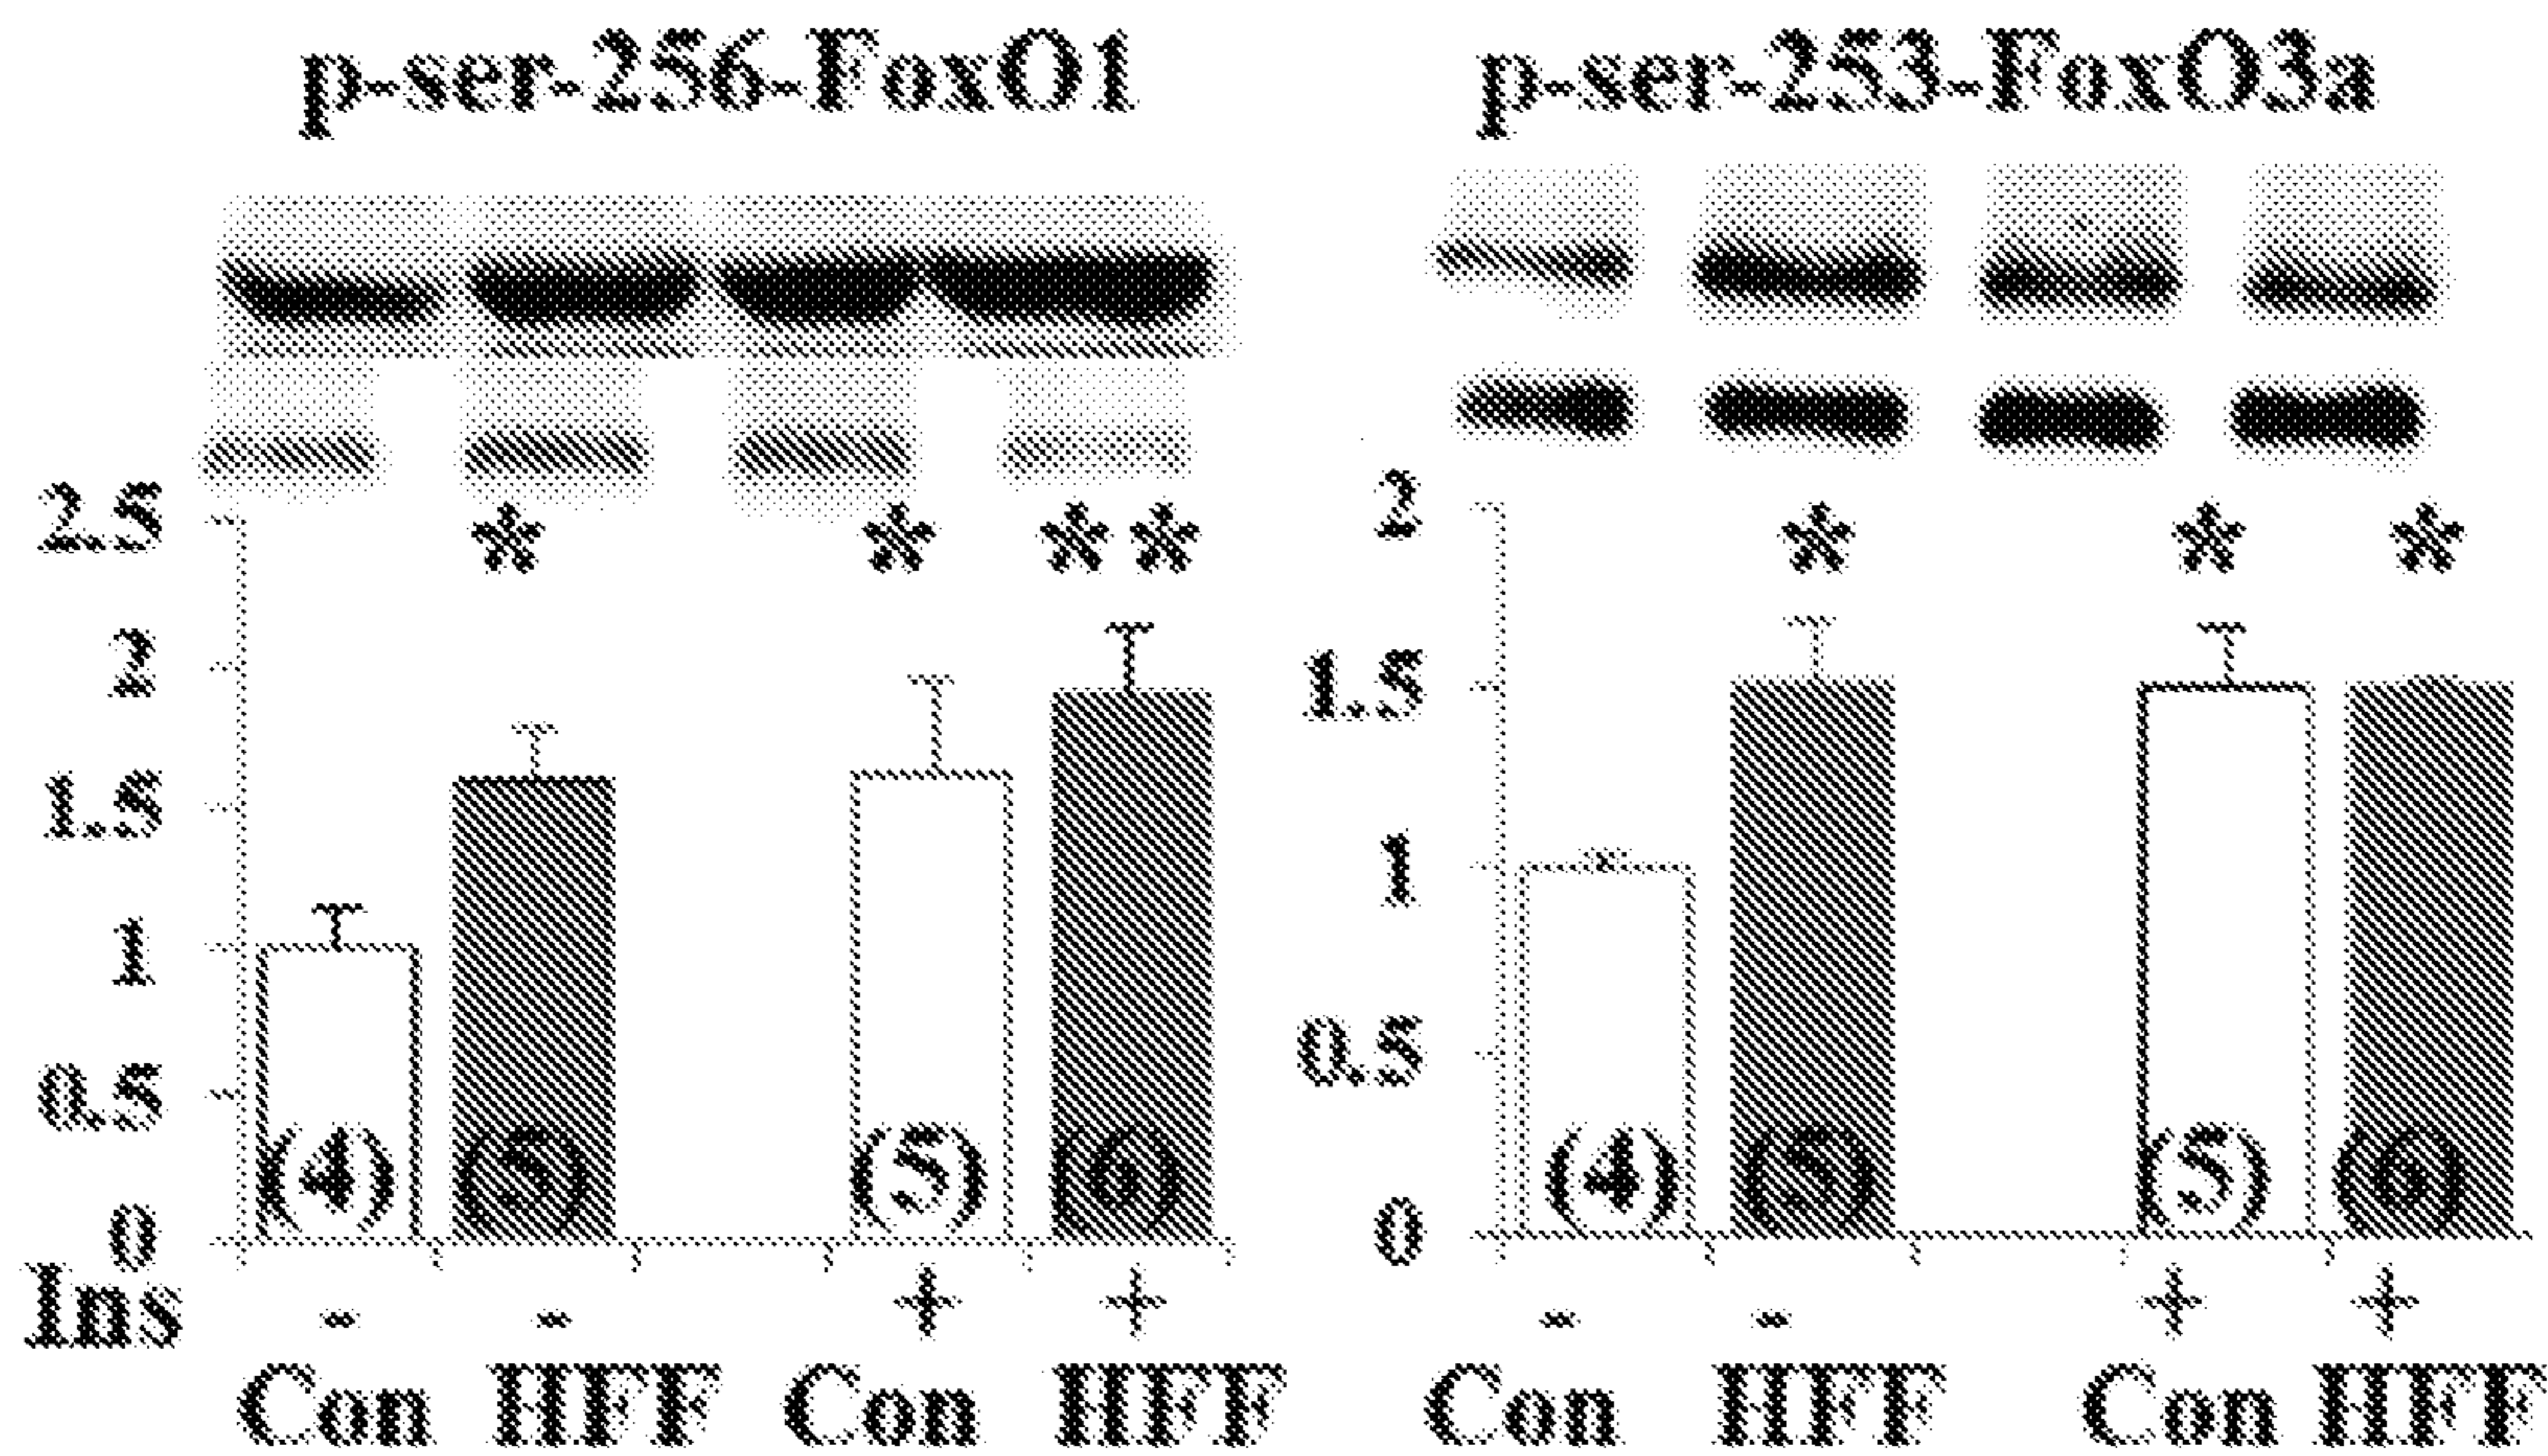 p-ser-256-FoxO1
p-ser-253-FoxO3a
* * **
2.5
2
1.5
1
0.5
0
(4) (5) (5) (6)
Ins - - + +
Con HFF Con HFF
* * *
2
1.5
1
0.5
0
(4) (5) (5) (6)
- - + +
Con HFF Con HFF